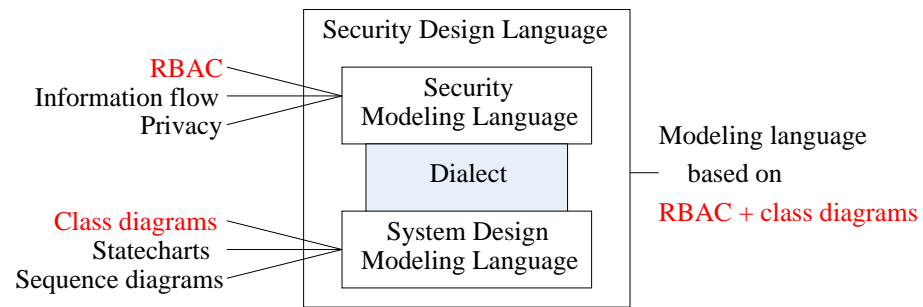 Security Design Language
RBAC
Information flow
Privacy
Security
Modeling Language
Dialect
Class diagrams
Statecharts
Sequence diagrams
System Design
Modeling Language
Modeling language
based on
RBAC + class diagrams